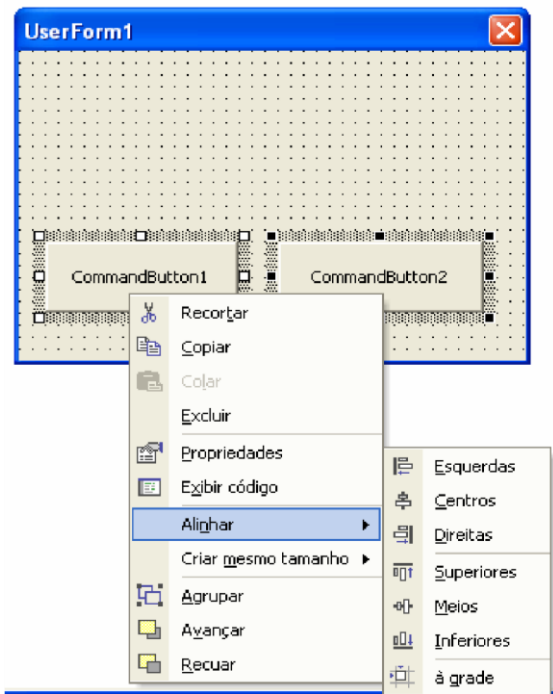 UserForm1
CommandButton1
CommandButton2
Recortar
Copiar
Colar
Excluir
Propriedades
Exibir código
Alinhar
Criar mesmo tamanho
Agrupar
Avançar
Recuar
Esquerdas
Centros
Direitas
Superiores
Meios
Inferiores
à grade